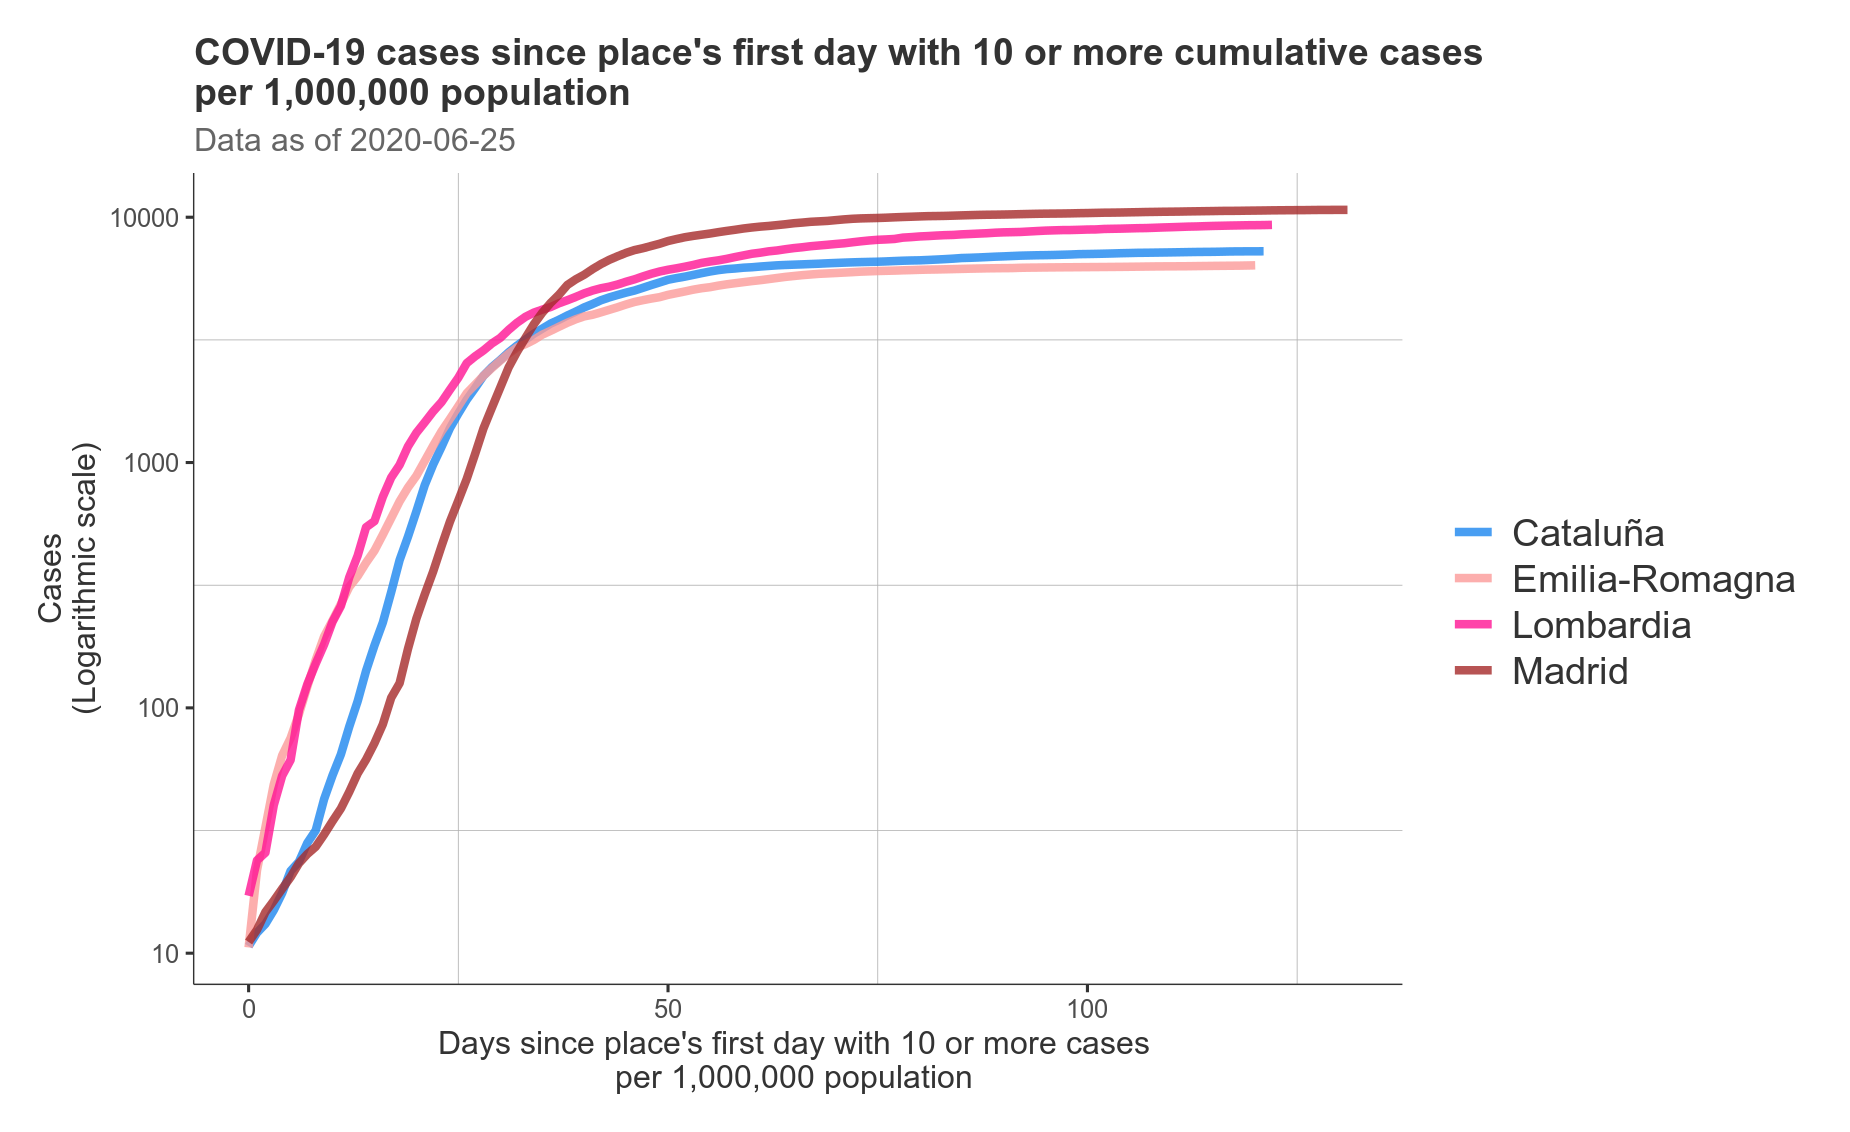 COVID-19 cases since place's first day with 10 or more cumulative cases
per 1,000,000 population
Data as of 2020-06-25
10000
1000
100
10
Cases
(Logarithmic scale)
0
50
100
Days since place's first day with 10 or more cases
per 1,000,000 population
Cataluña
Emilia-Romagna
Lombardia
Madrid